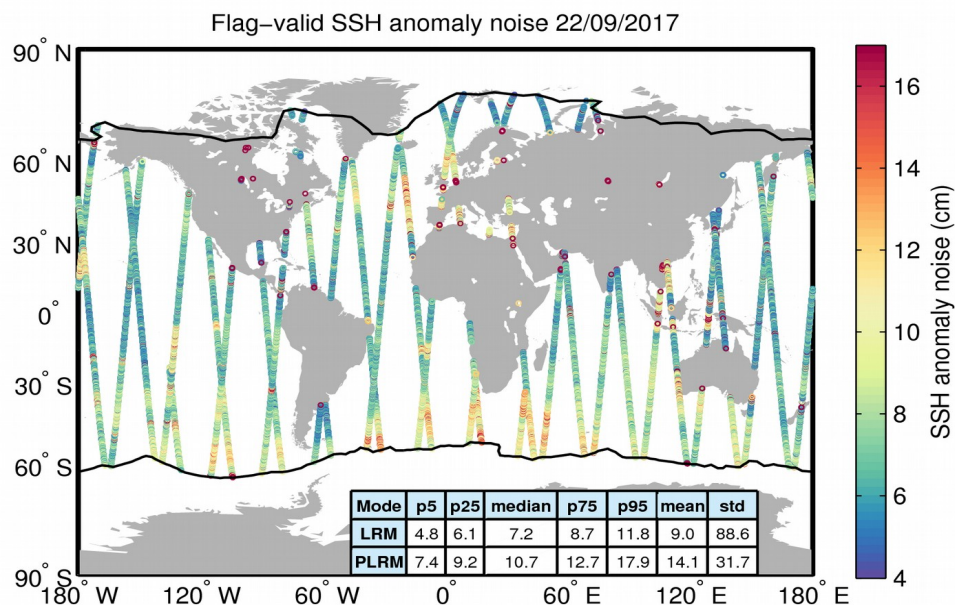 Flag−valid SSH anomaly noise 22/09/2017
90° N
60° N
30° N
0°
30° S
60° S
90° S
180° W
120° W
60° W
0°
60° E
120° E
180° E
Mode p5 p25 median p75 p95 mean std
LRM 4.8 6.1 7.2 8.7 11.8 9.0 88.6
PLRM 7.4 9.2 10.7 12.7 17.9 14.1 31.7
16
14
12
10
8
6
4
SSH anomaly noise (cm)